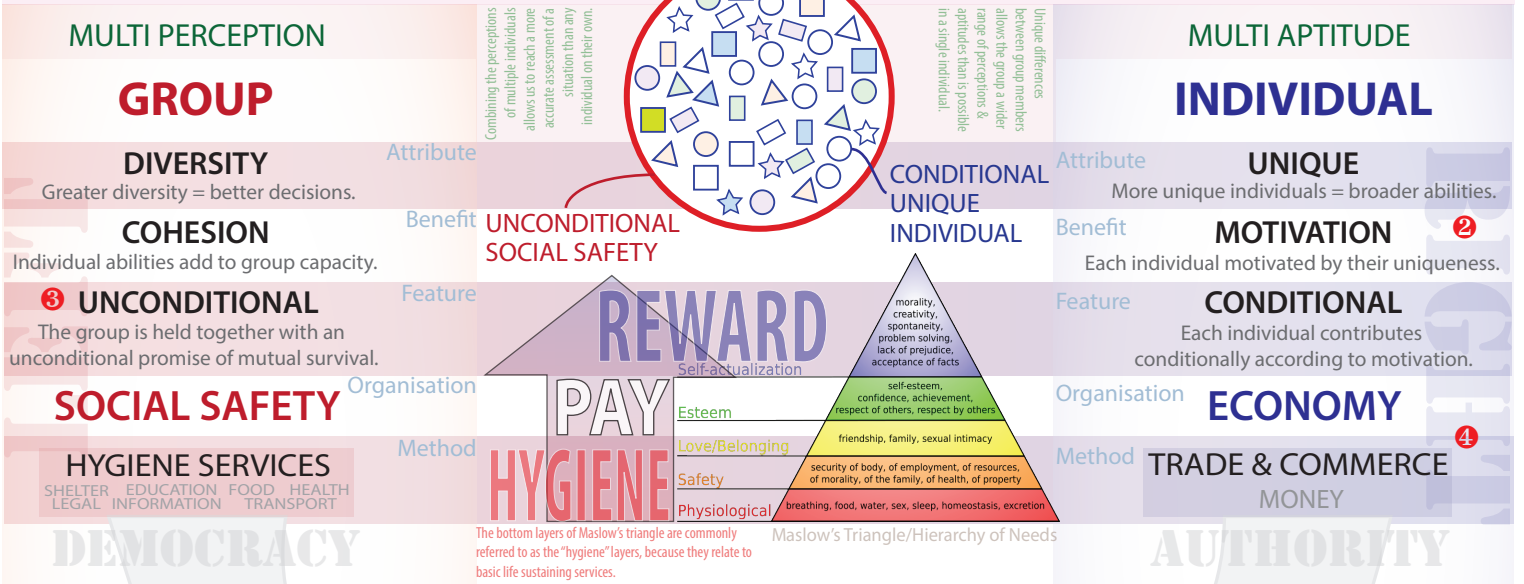 MULTI PERCEPTION
GROUP
DIVERSITY
Greater diversity = better decisions.
COHESION
Individual abilities add to group capacity.
❸ UNCONDITIONAL
The group is held together with an
unconditional promise of mutual survival.
SOCIAL SAFETY
HYGIENE SERVICES
SHELTER EDUCATION FOOD HEALTH
LEGAL INFORMATION TRANSPORT
LEFT
DEMOCRACY
Attribute
Benefit
Feature
Organisation
Method
Combining the perceptions
of multiple individuals
allows us to reach a more
accurate assessment of a
situation than any
individual on their own.
Unique differences
between group members
allows the group a wider
range of perceptions &
aptitudes than is possible
in a single individual.
UNCONDITIONAL
SOCIAL SAFETY
CONDITIONAL
UNIQUE
INDIVIDUAL
REWARD
PAY
HYGIENE
Self-actualization
Esteem
Love/Belonging
Safety
Physiological
morality,
creativity,
spontaneity,
problem solving,
lack of prejudice,
acceptance of facts
self-esteem,
confidence, achievement,
respect of others, respect by others
friendship, family, sexual intimacy
security of body, of employment, of resources,
of morality, of the family, of health, of property
breathing, food, water, sex, sleep, homeostasis, excretion
The bottom layers of Maslow's triangle are commonly
referred to as the "hygiene" layers, because they relate to
basic life sustaining services.
Maslow's Triangle/Hierarchy of Needs
MULTI APTITUDE
INDIVIDUAL
Attribute
UNIQUE
More unique individuals = broader abilities.
Benefit
MOTIVATION ❷
Each individual motivated by their uniqueness.
Feature
CONDITIONAL
Each individual contributes
conditionally according to motivation.
Organisation
ECONOMY
❹
Method
TRADE & COMMERCE
MONEY
RIGHT
AUTHORITY